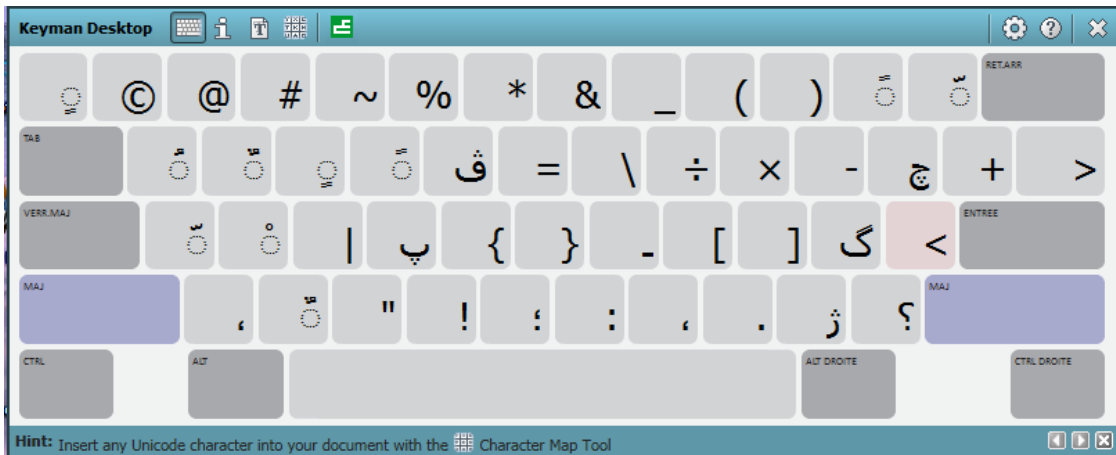 Keyman Desktop
◌ٍ © @ # ~ % * & _ ( ) ◌ً ◌ّ RET.ARR
TAB ◌ُ ◌ٍ ◌ً ڤ = \ ÷ × - چ + >
VERR.MAJ ◌ّ ◌ْ | پ { } ـ [ ] گ < ENTREE
MAJ ، " ! ؛ : ، . ژ ؟ MAJ
CTRL ALT ALT DROITE CTRL DROITE
Hint: Insert any Unicode character into your document with the Character Map Tool